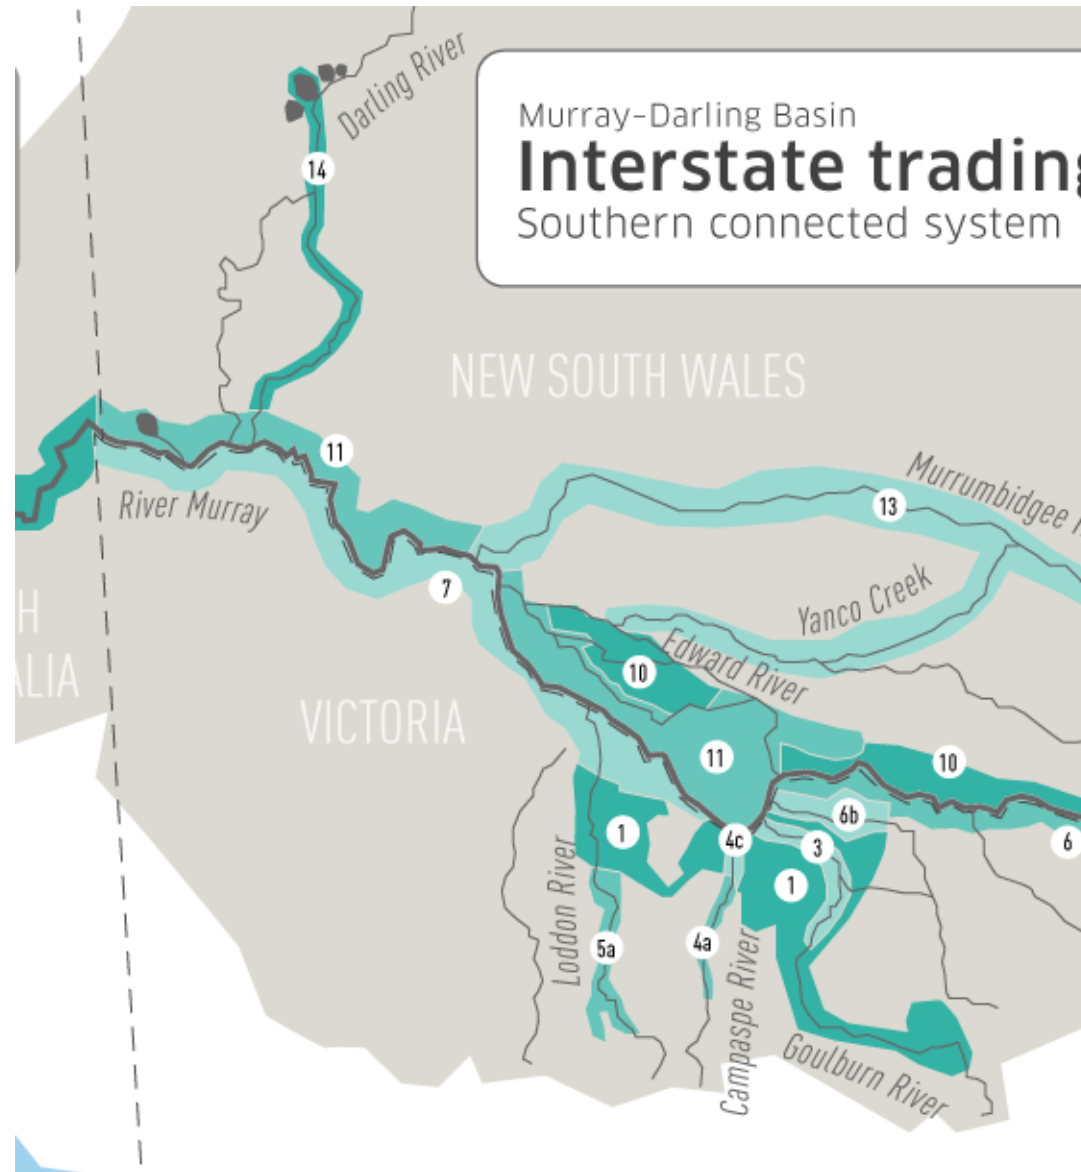 Darling River
Murray-Darling Basin
Interstate trading
Southern connected system
14
NEW SOUTH WALES
11
River Murray
Murrumbidgee
13
7
Yanco Creek
Edward River
10
VICTORIA
11
10
6b
1
4c
3
6
1
Loddon River
5a
4a
Campaspe River
Goulburn River